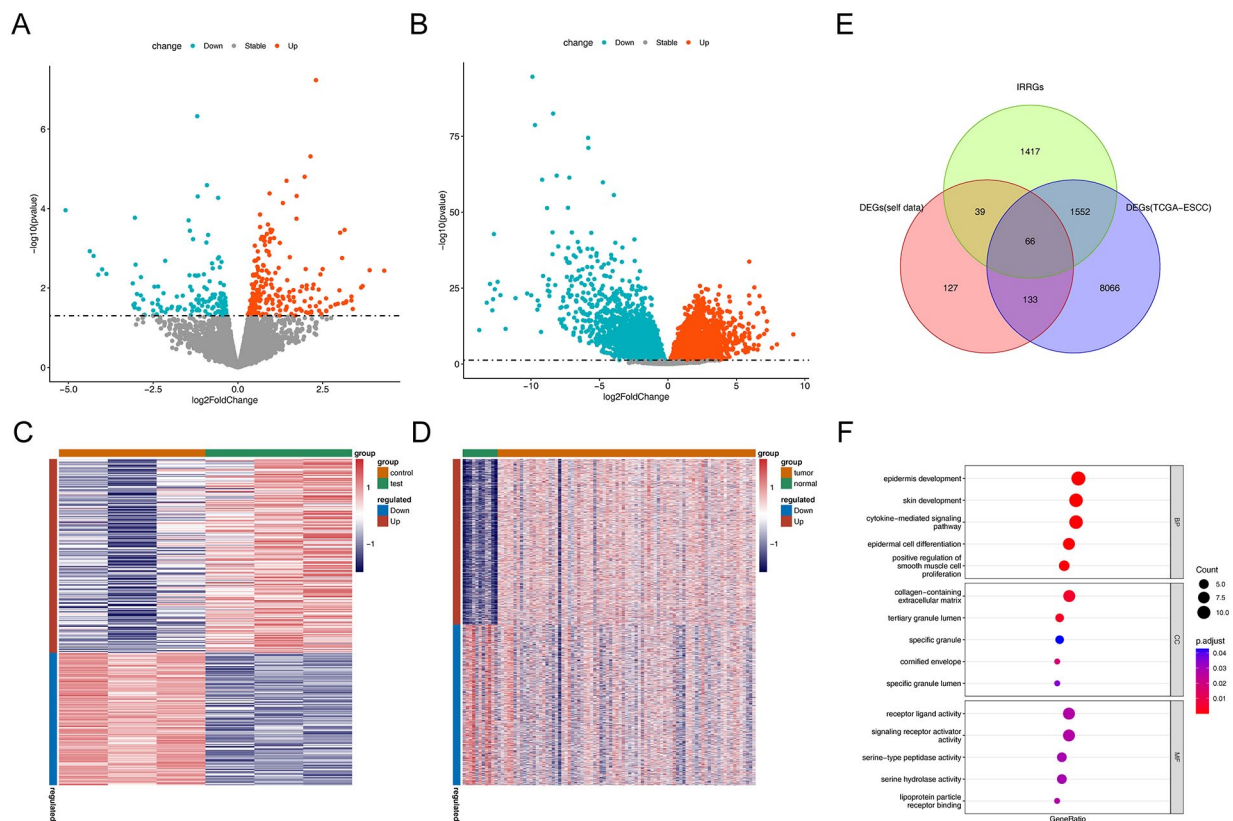 A
change Down Stable Up
6
4
2
0
-log10(pvalue)
−5.0 −2.5 0.0 2.5
log2FoldChange
B
change Down Stable Up
75
50
25
0
−log10(pvalue)
−10 −5 0 5 10
log2FoldChange
E
IRRGs
1417
DEGs(self data) 39 1552 DEGs(TCGA−ESCC)
66
127 133 8066
C
group
group
control
test
regulated
Down
Up
1
−1
regulated
D
group
group
tumor
normal
regulated
Down
Up
1
−1
regulated
F
epidermis development
skin development
cytokine−mediated signaling
pathway
epidermal cell differentiation
positive regulation of
smooth muscle cell
proliferation
BP
collagen−containing
extracellular matrix
tertiary granule lumen
specific granule
cornified envelope
specific granule lumen
CC
receptor ligand activity
signaling receptor activator
activity
serine−type peptidase activity
serine hydrolase activity
lipoprotein particle
receptor binding
MF
GeneRatio
Count
5.0
7.5
10.0
p.adjust
0.04
0.03
0.02
0.01